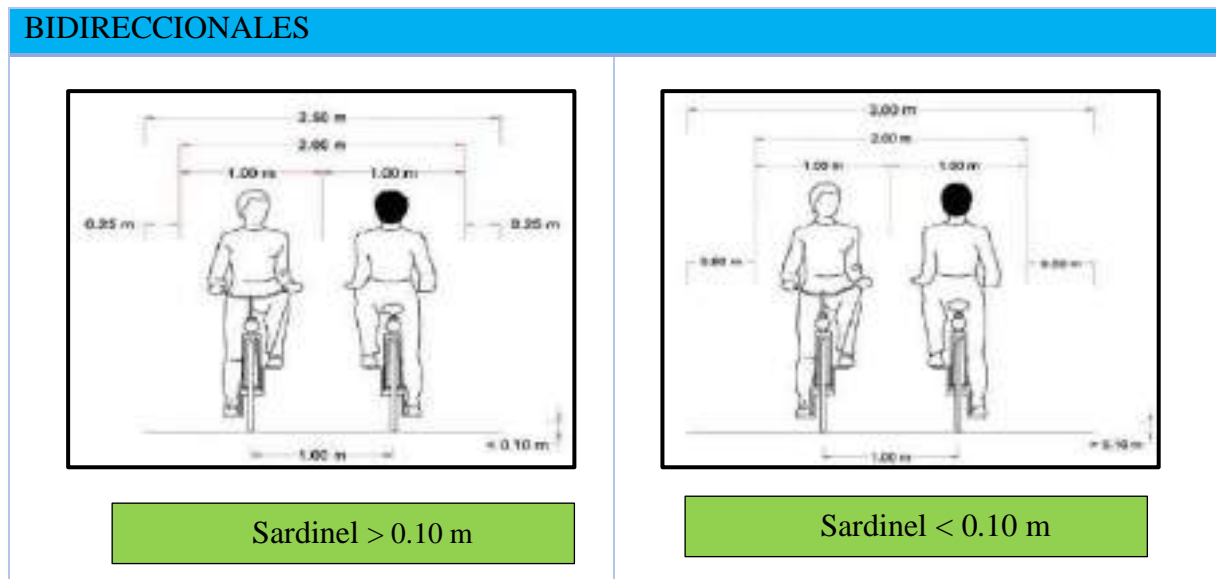 BIDIRECCIONALES
2.50 m
2.00 m
1.00 m 1.00 m
0.25 m 0.25 m
< 0.10 m
1.00 m
Sardinel > 0.10 m
3.00 m
2.00 m
1.00 m 1.00 m
1.00 m
Sardinel < 0.10 m